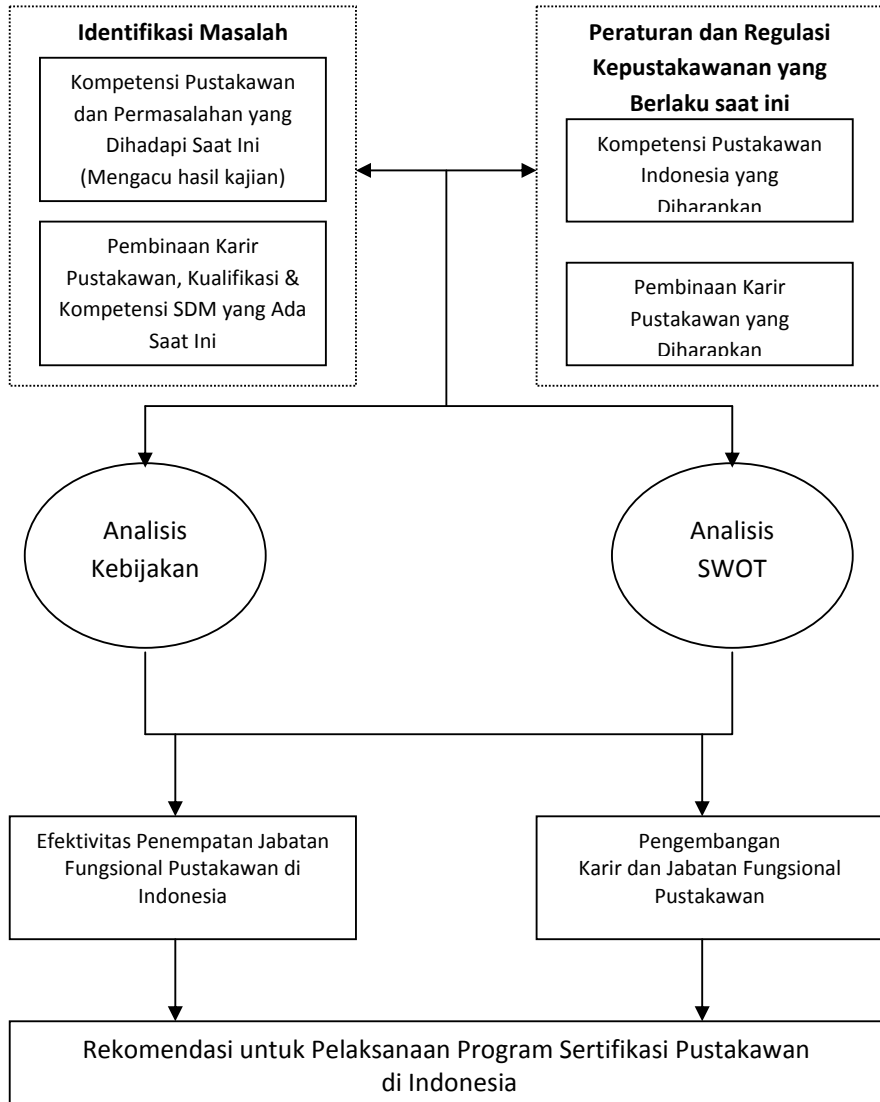 Identifikasi Masalah
Kompetensi Pustakawan
dan Permasalahan yang
Dihadapi Saat Ini
(Mengacu hasil kajian)
Pembinaan Karir
Pustakawan, Kualifikasi &
Kompetensi SDM yang Ada
Saat Ini
Peraturan dan Regulasi
Kepustakawanan yang
Berlaku saat ini
Kompetensi Pustakawan
Indonesia yang
Diharapkan
Pembinaan Karir
Pustakawan yang
Diharapkan
Analisis
Kebijakan
Analisis
SWOT
Efektivitas Penempatan Jabatan
Fungsional Pustakawan di
Indonesia
Pengembangan
Karir dan Jabatan Fungsional
Pustakawan
Rekomendasi untuk Pelaksanaan Program Sertifikasi Pustakawan
di Indonesia